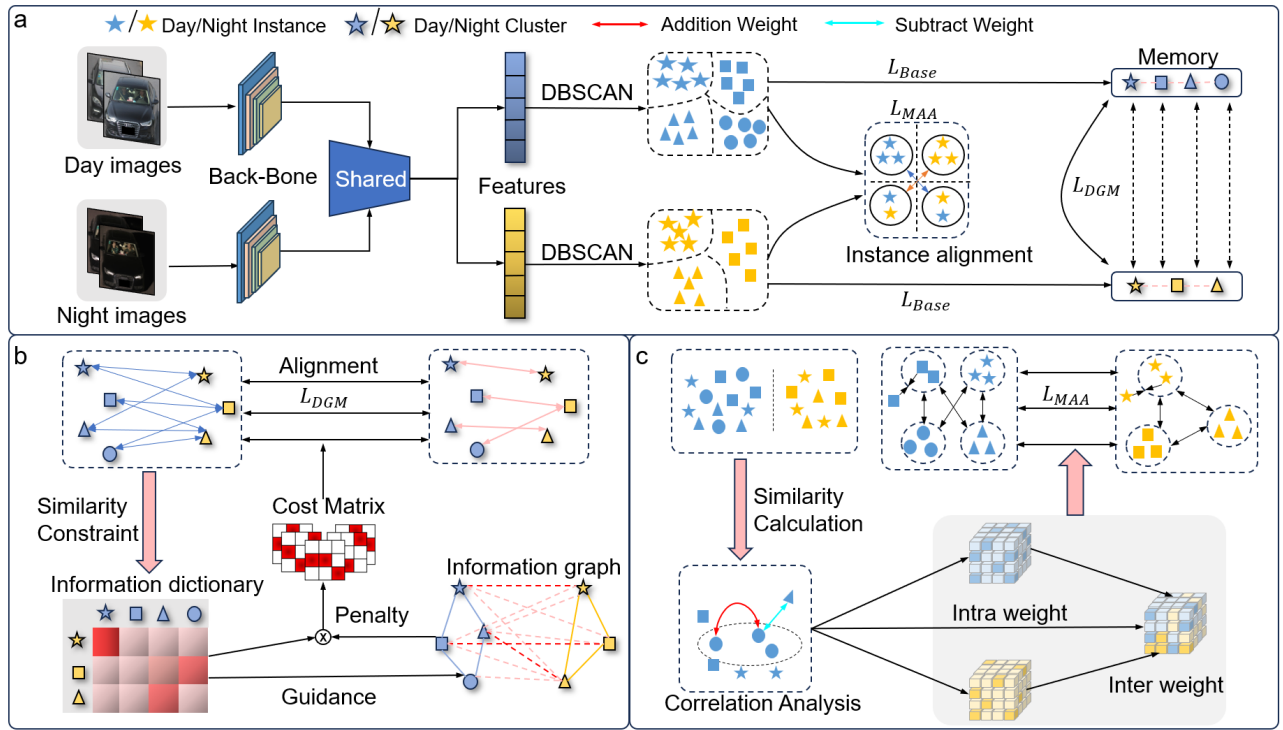 a
/ Day/Night Instance
/ Day/Night Cluster
Addition Weight
Subtract Weight
Day images
Night images
Back-Bone
Shared
Features
DBSCAN
DBSCAN
L_Base
L_MAA
Instance alignment
L_Base
Memory
L_DGM
b
Alignment
L_DGM
Similarity
Constraint
Cost Matrix
Information dictionary
Penalty
x
Guidance
Information graph
c
L_MAA
Similarity
Calculation
Correlation Analysis
Intra weight
Inter weight